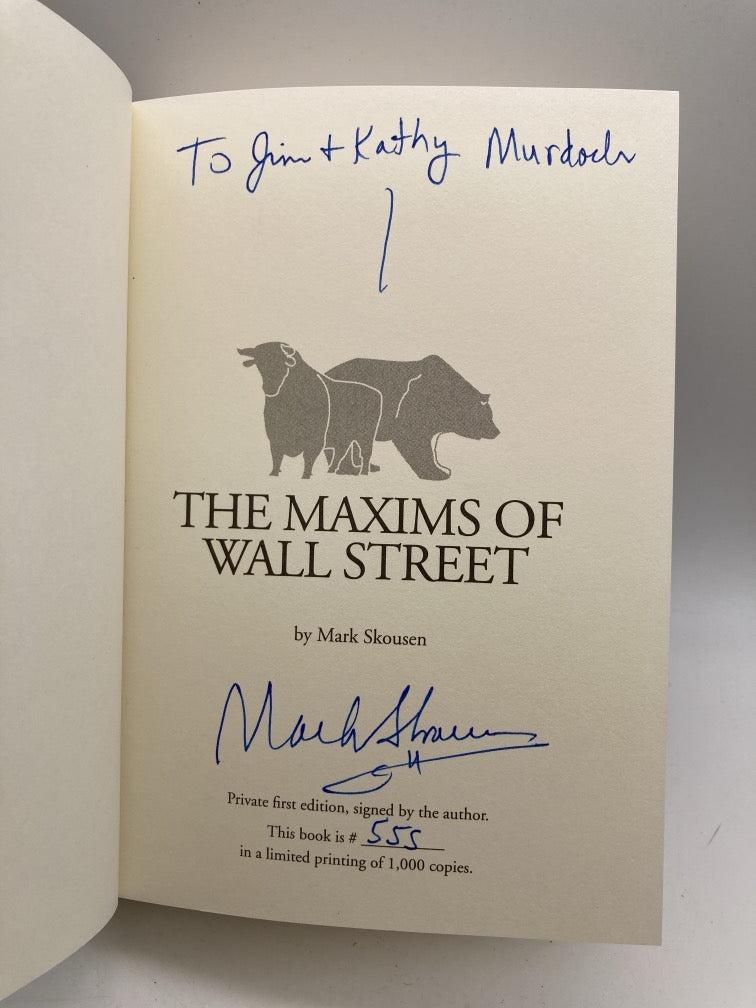 To Jim + Kathy Murdoch
THE MAXIMS OF
WALL STREET
by Mark Skousen
Mark Skousen
Private first edition, signed by the author.
This book is # 555
in a limited printing of 1,000 copies.